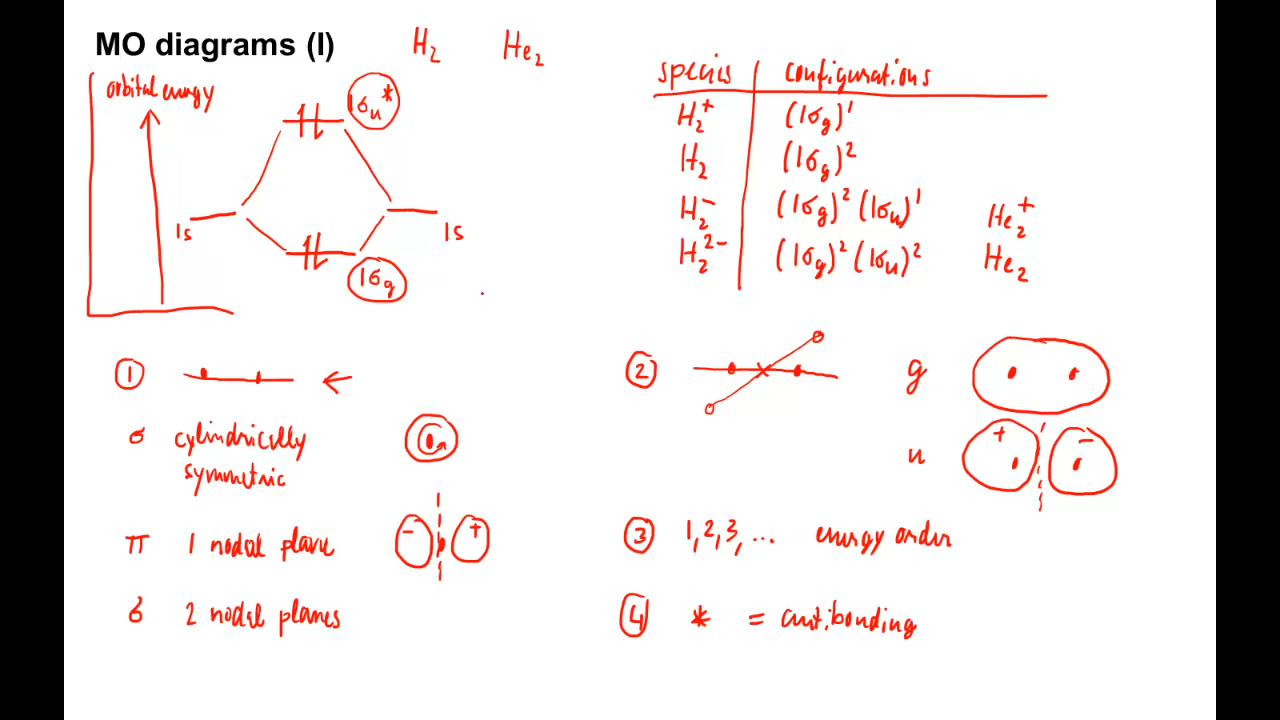 MO diagrams (I) H₂ He₂
orbital energy
1σᵤ*
1s 1s
1σg
species configurations
H₂⁺ (1σg)¹
H₂ (1σg)²
H₂⁻ (1σg)² (1σᵤ)¹ He₂⁺
H₂²⁻ (1σg)² (1σᵤ)² He₂
①
σ cylindrically
symmetric
π 1 nodal plane - +
δ 2 nodal planes
② g
u + -
③ 1, 2, 3, ... energy order
④ * = antibonding